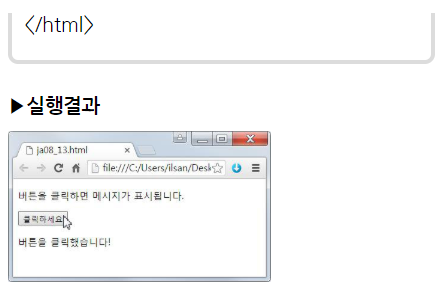 </html>
▶실행결과
ja08_13.html
file:///C:/Users/ilsan/Desk
버튼을 클릭하면 메시지가 표시됩니다.
클릭하세요
버튼을 클릭했습니다!